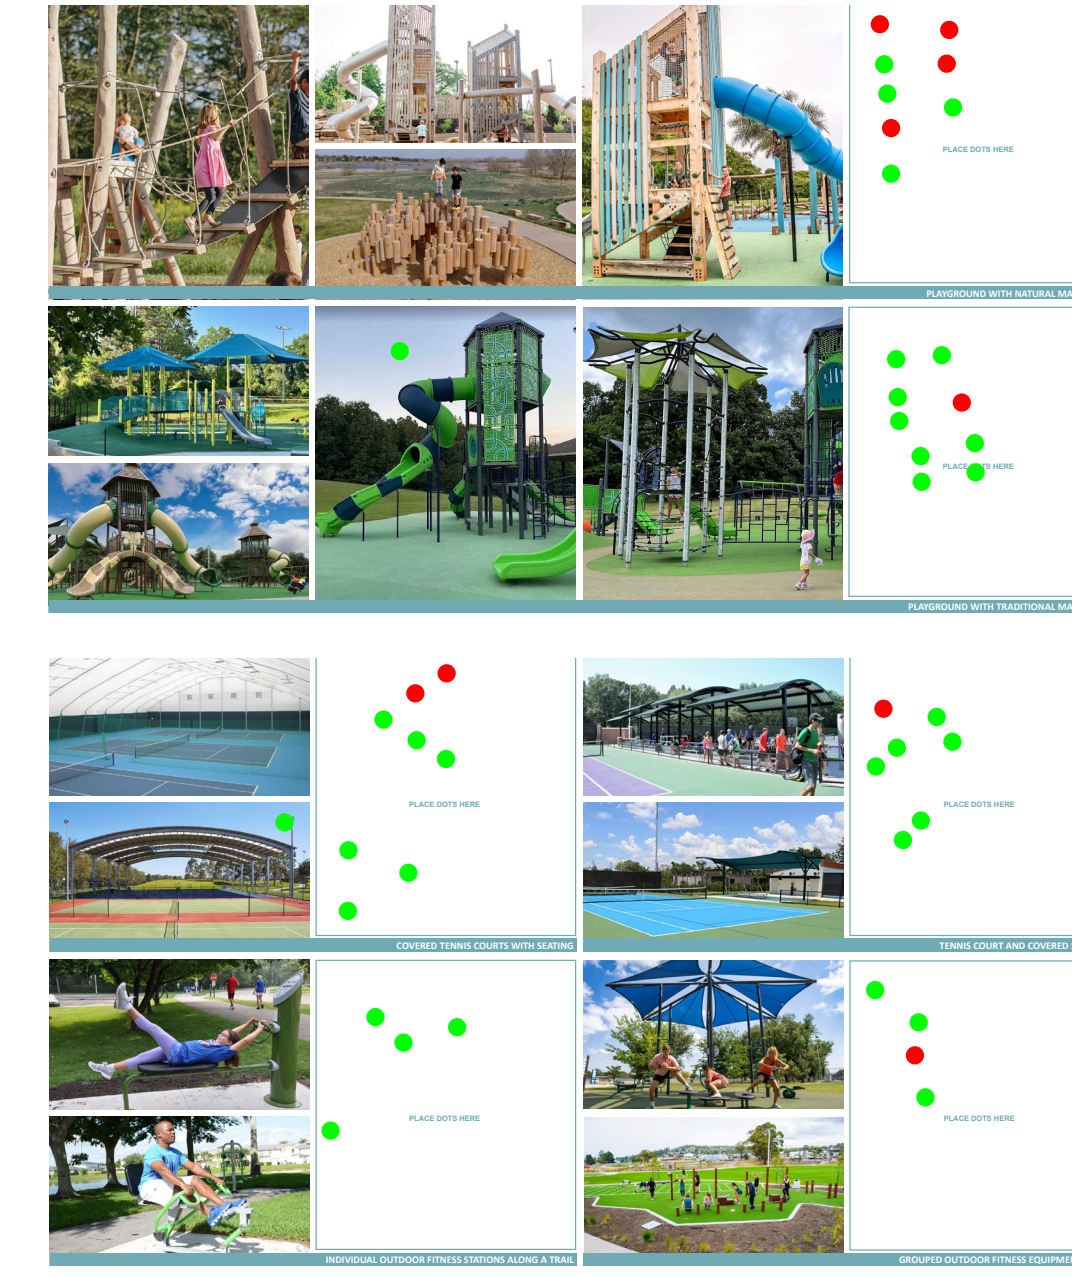 PLACE DOTS HERE
PLAYGROUND WITH NATURAL MA
PLACE DOTS HERE
PLAYGROUND WITH TRADITIONAL MA
PLACE DOTS HERE
PLACE DOTS HERE
COVERED TENNIS COURTS WITH SEATING
TENNIS COURT AND COVERED
PLACE DOTS HERE
PLACE DOTS HERE
INDIVIDUAL OUTDOOR FITNESS STATIONS ALONG A TRAIL
GROUPED OUTDOOR FITNESS EQUIPME